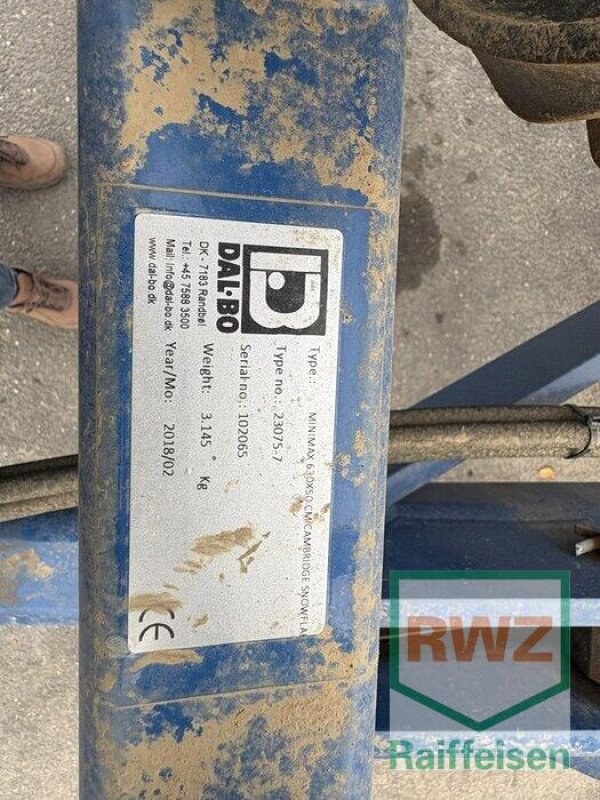 DAL-BO
DK - 7183 Randbøl
Tel.: +45 7588 3500
Mail: info@dal-bo.dk
www.dal-bo.dk
Type.: MINIMAX 630X50 CM/CAMBRIDGE SNOWFLA
Type no.: 23075-7
Serial-no.: 102065
Weight: 3.145 Kg
Year/Mo: 2018/02
CE
RWZ
Raiffeisen